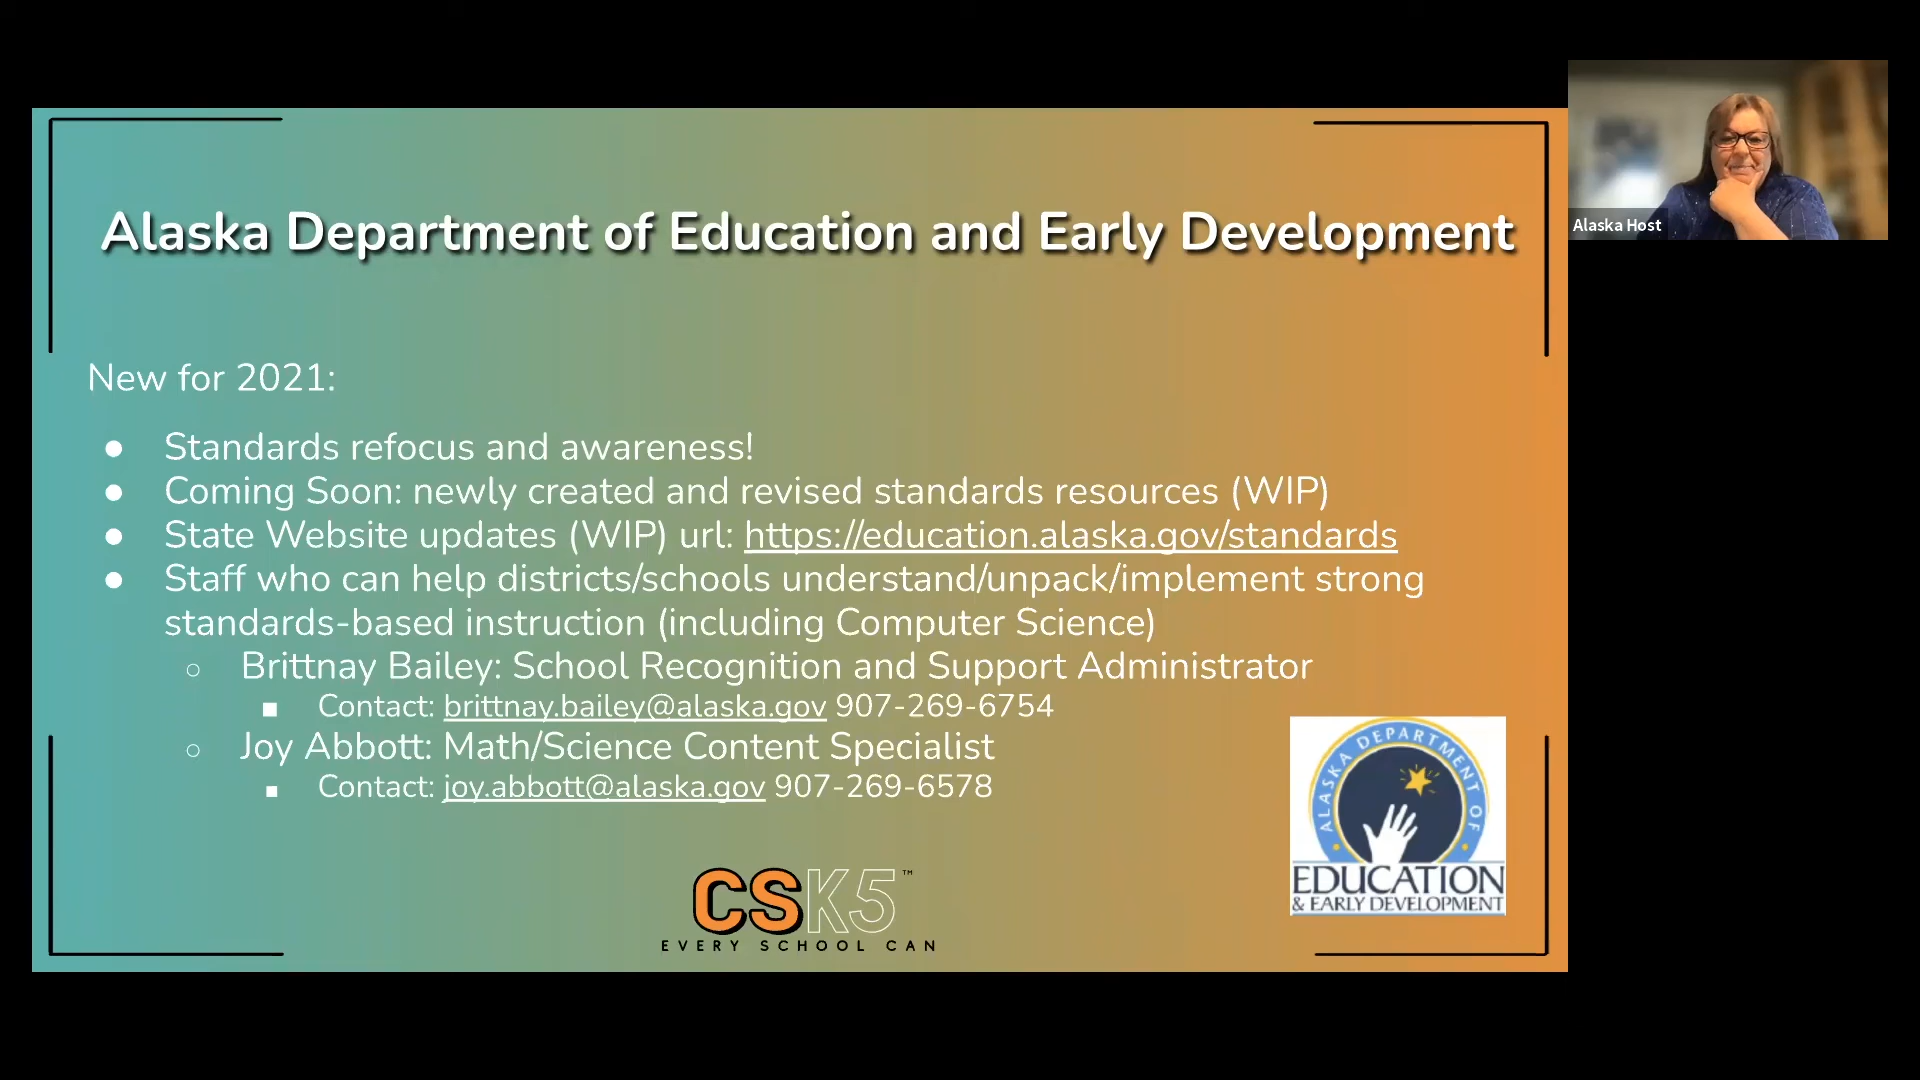 Alaska Department of Education and Early Development
Alaska Host
New for 2021:
● Standards refocus and awareness!
● Coming Soon: newly created and revised standards resources (WIP)
● State Website updates (WIP) url: https://education.alaska.gov/standards
● Staff who can help districts/schools understand/unpack/implement strong
standards-based instruction (including Computer Science)
○ Brittnay Bailey: School Recognition and Support Administrator
■ Contact: brittnay.bailey@alaska.gov 907-269-6754
○ Joy Abbott: Math/Science Content Specialist
■ Contact: joy.abbott@alaska.gov 907-269-6578
ALASKA DEPARTMENT OF
EDUCATION
& EARLY DEVELOPMENT
CSK5™
EVERY SCHOOL CAN